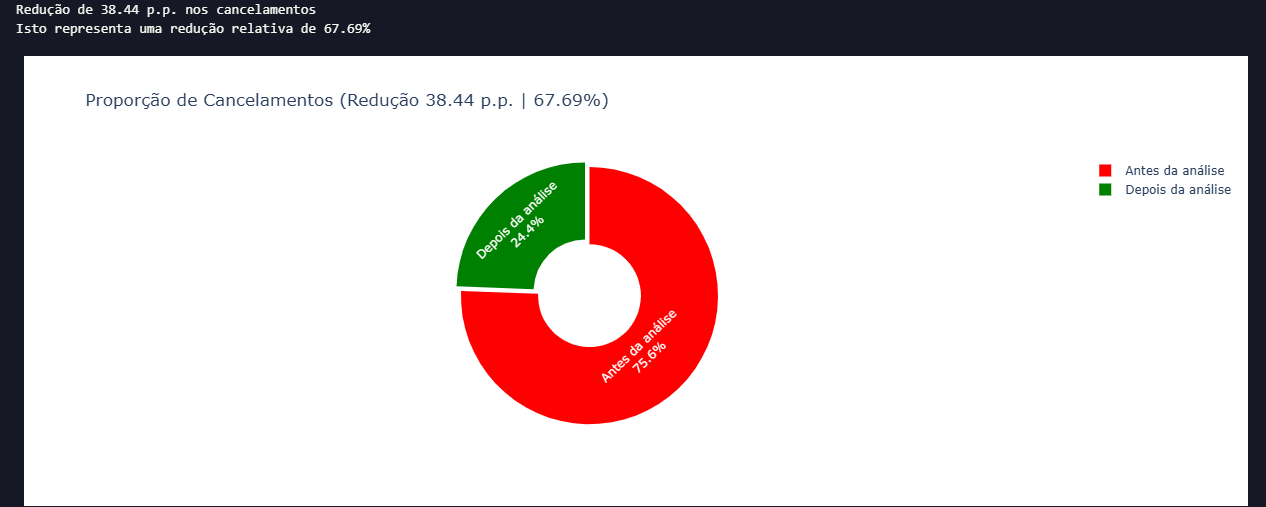 Redução de 38.44 p.p. nos cancelamentos
Isto representa uma redução relativa de 67.69%
Proporção de Cancelamentos (Redução 38.44 p.p. | 67.69%)
Antes da análise
Depois da análise
Depois da análise
24.4%
Antes da análise
75.6%